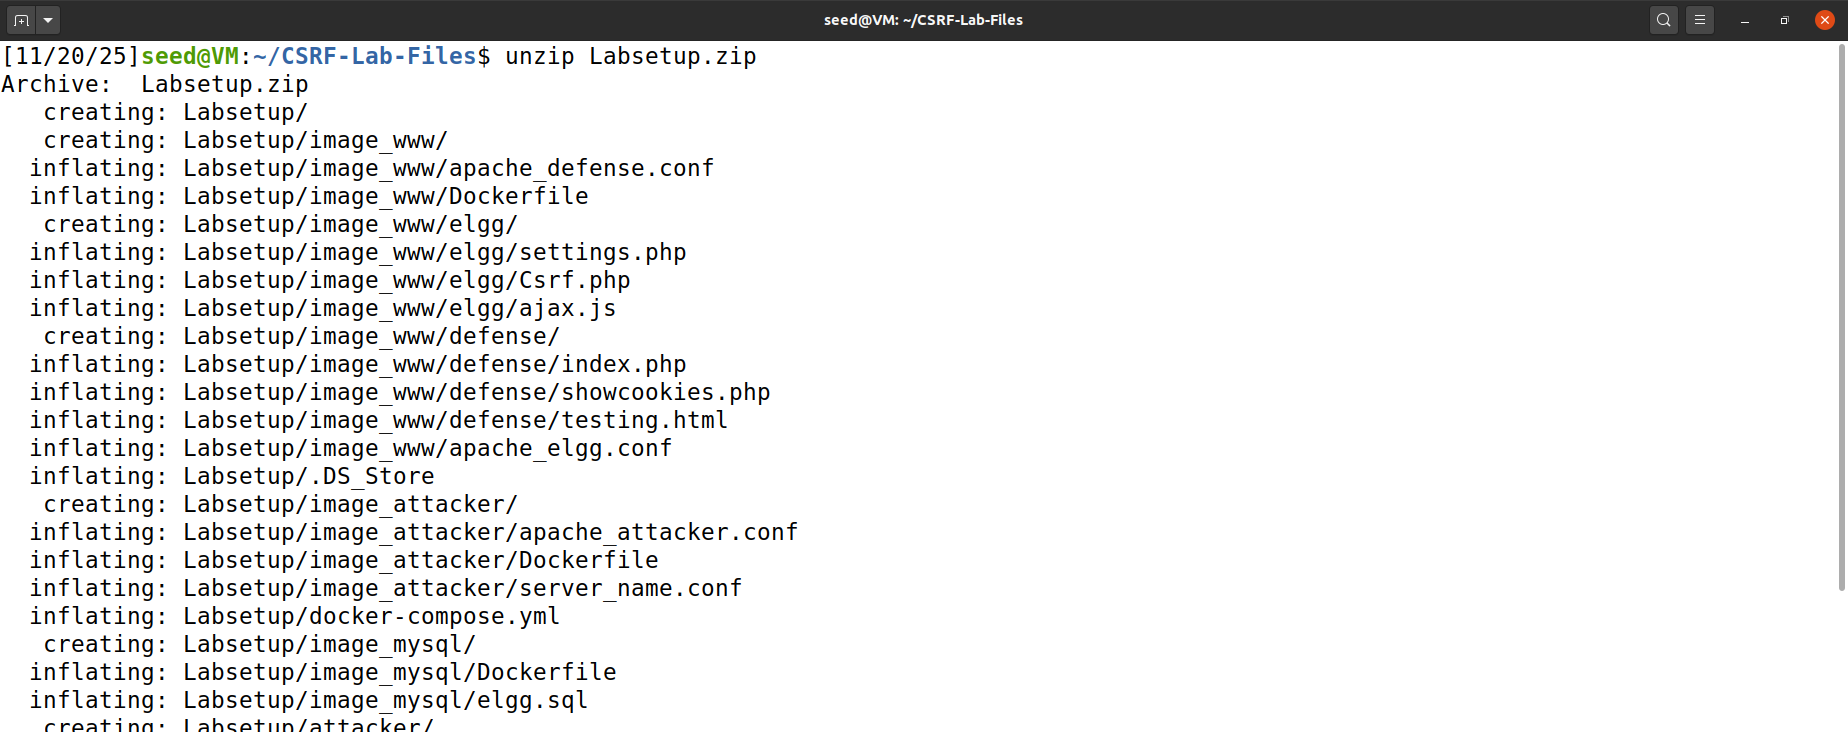 seed@VM: ~/CSRF-Lab-Files
[11/20/25]seed@VM:~/CSRF-Lab-Files$ unzip Labsetup.zip
Archive:  Labsetup.zip
   creating: Labsetup/
   creating: Labsetup/image_www/
  inflating: Labsetup/image_www/apache_defense.conf
  inflating: Labsetup/image_www/Dockerfile
   creating: Labsetup/image_www/elgg/
  inflating: Labsetup/image_www/elgg/settings.php
  inflating: Labsetup/image_www/elgg/Csrf.php
  inflating: Labsetup/image_www/elgg/ajax.js
   creating: Labsetup/image_www/defense/
  inflating: Labsetup/image_www/defense/index.php
  inflating: Labsetup/image_www/defense/showcookies.php
  inflating: Labsetup/image_www/defense/testing.html
  inflating: Labsetup/image_www/apache_elgg.conf
  inflating: Labsetup/.DS_Store
   creating: Labsetup/image_attacker/
  inflating: Labsetup/image_attacker/apache_attacker.conf
  inflating: Labsetup/image_attacker/Dockerfile
  inflating: Labsetup/image_attacker/server_name.conf
  inflating: Labsetup/docker-compose.yml
   creating: Labsetup/image_mysql/
  inflating: Labsetup/image_mysql/Dockerfile
  inflating: Labsetup/image_mysql/elgg.sql
   creating: Labsetup/attacker/